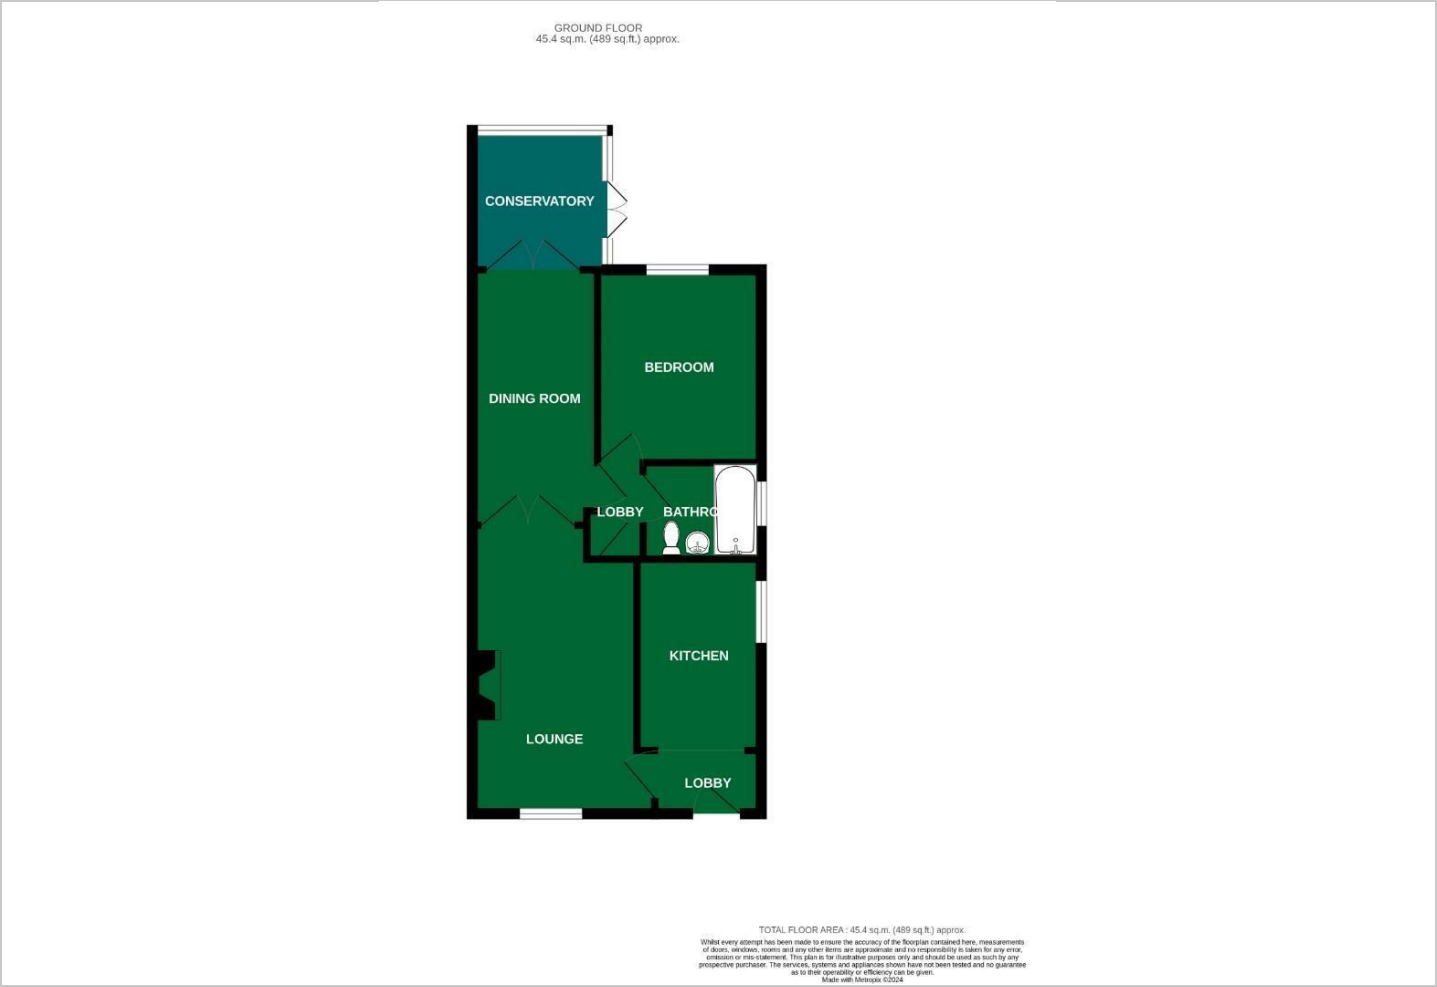 GROUND FLOOR
45.4 sq.m. (489 sq.ft.) approx.
CONSERVATORY
BEDROOM
DINING ROOM
LOBBY
BATHRO
KITCHEN
LOUNGE
LOBBY
TOTAL FLOOR AREA : 45.4 sq.m. (489 sq.ft.) approx.
Whilst every attempt has been made to ensure the accuracy of the floorplan contained here, measurements
of doors, windows, rooms and any other items are approximate and no responsibility is taken for any error,
omission or mis-statement. This plan is for illustrative purposes only and should be used as such by any
prospective purchaser. The services, systems and appliances shown have not been tested and no guarantee
as to their operability or efficiency can be given.
Made with Metropix ©2024